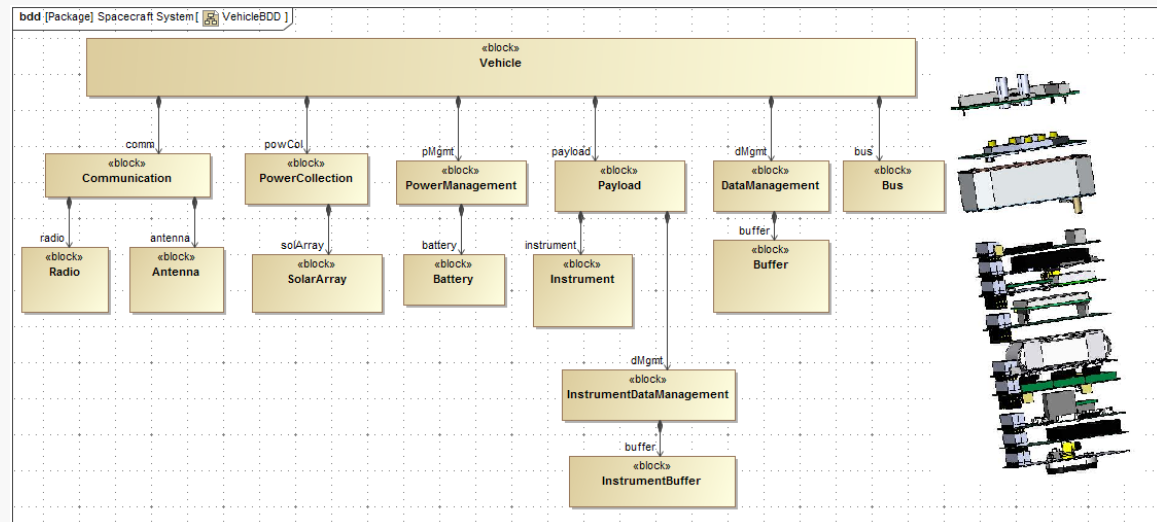 bdd [Package] Spacecraft System[ VehicleBDD ]
«block»
Vehicle
comm
powCol
pMgmt
payload
dMgmt
bus
«block»
Communication
«block»
PowerCollection
«block»
PowerManagement
«block»
Payload
«block»
DataManagement
«block»
Bus
radio
antenna
solArray
battery
instrument
buffer
«block»
Radio
«block»
Antenna
«block»
SolarArray
«block»
Battery
«block»
Instrument
«block»
Buffer
dMgmt
«block»
InstrumentDataManagement
buffer
«block»
InstrumentBuffer